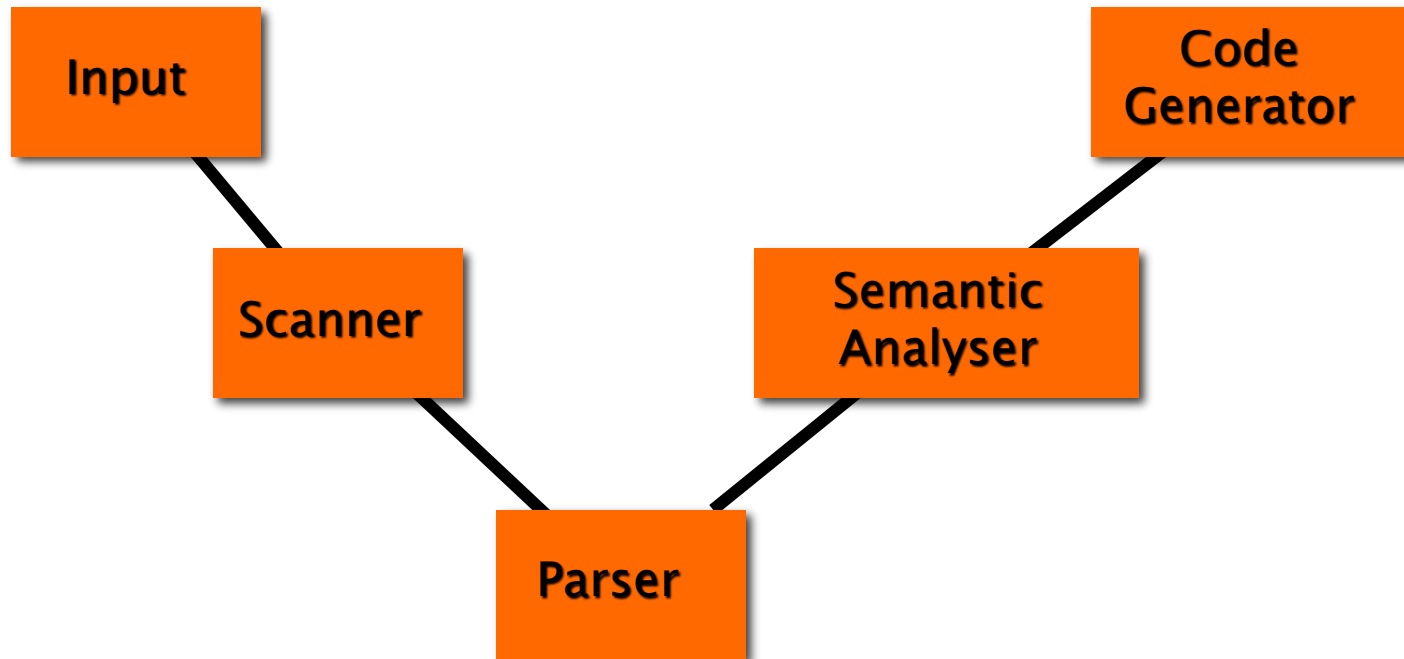 Input
Code
Generator
Scanner
Semantic
Analyser
Parser